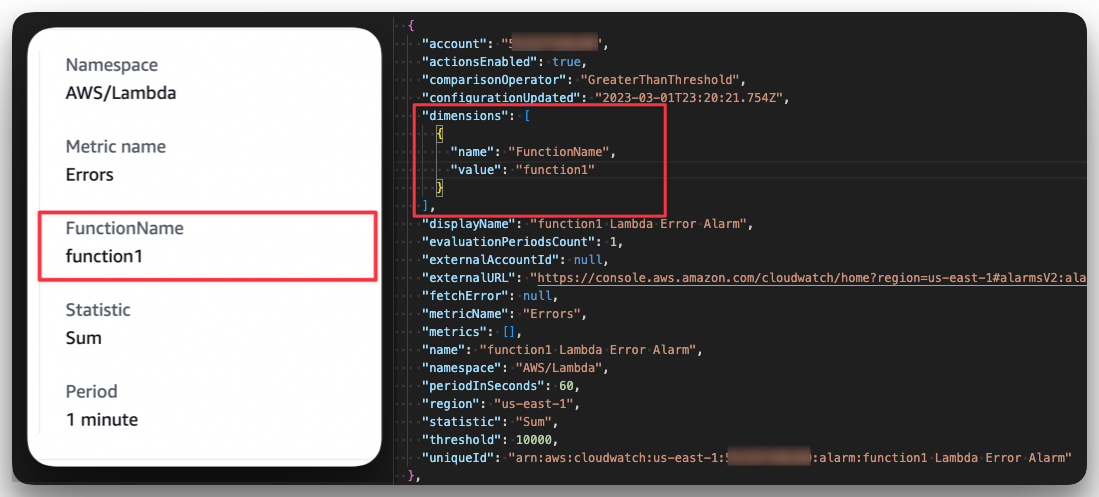 Namespace
AWS/Lambda
Metric name
Errors
FunctionName
function1
Statistic
Sum
Period
1 minute
{
"account": "
",
"actionsEnabled": true,
"comparisonOperator": "GreaterThanThreshold",
"configurationUpdated": "2023-03-01T23:20:21.754Z",
"dimensions": [
{
"name": "FunctionName",
"value": "function1"
}
],
"displayName": "function1 Lambda Error Alarm",
"evaluationPeriodsCount": 1,
"externalAccountId": null,
"externalURL": "https://console.aws.amazon.com/cloudwatch/home?region=us-east-1#alarmsV2:ala
"fetchError": null,
"metricName": "Errors",
"metrics": [],
"name": "function1 Lambda Error Alarm",
"namespace": "AWS/Lambda",
"periodInSeconds": 60,
"region": "us-east-1",
"statistic": "Sum",
"threshold": 10000,
"uniqueId": "arn:aws:cloudwatch:us-east-1: :alarm:function1 Lambda Error Alarm"
},